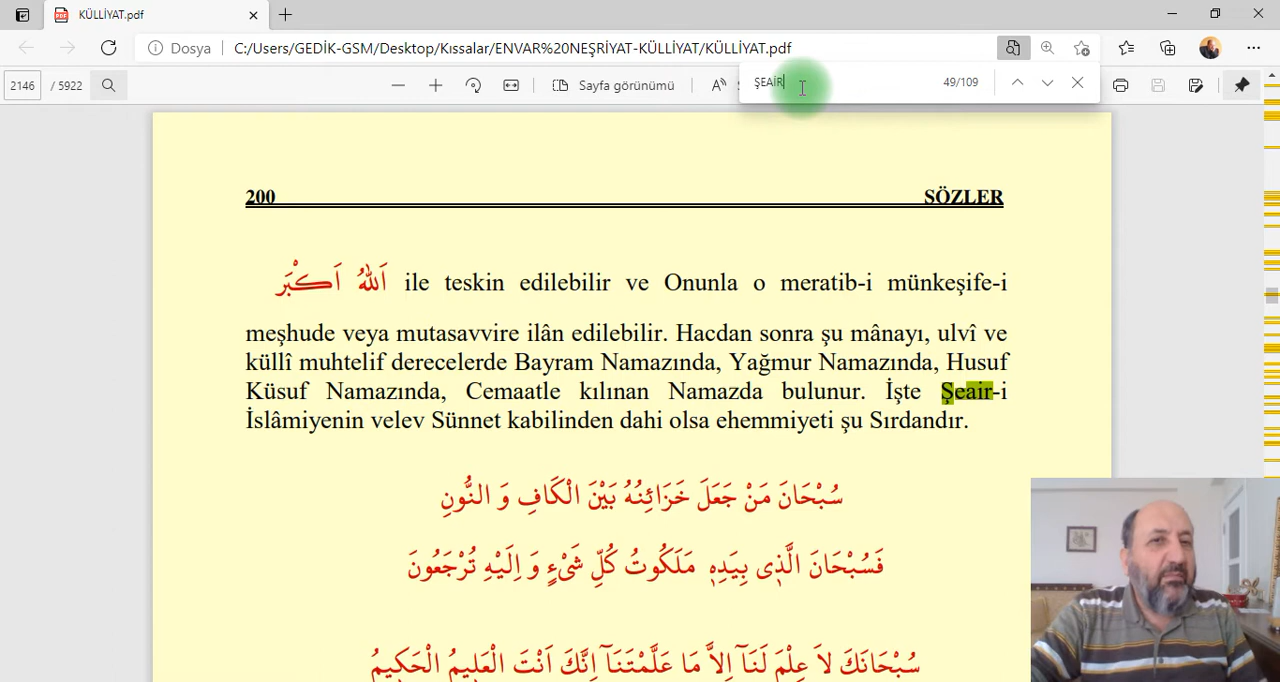 KÜLLİYAT.pdf
Dosya C:/Users/GEDİK-GSM/Desktop/Kıssalar/ENVAR%20NEŞRİYAT-KÜLLİYAT/KÜLLİYAT.pdf
2146 / 5922 Sayfa görünümü
ŞEAİR 49/109
200 SÖZLER
اَللّٰهُ اَكْبَرُ ile teskin edilebilir ve Onunla o meratib-i münkeşife-i
meşhude veya mutasavvire ilân edilebilir. Hacdan sonra şu mânayı, ulvî ve
küllî muhtelif derecelerde Bayram Namazında, Yağmur Namazında, Husuf
Küsuf Namazında, Cemaatle kılınan Namazda bulunur. İşte Şeair-i
İslâmiyenin velev Sünnet kabilinden dahi olsa ehemmiyeti şu Sırdandır.
سُبْحَانَ مَنْ جَعَلَ خَزَائِنُهُ بَيْنَ الْكَافِ وَ النُّونِ
فَسُبْحَانَ الَّذٖى بِيَدِهٖ مَلَكُوتُ كُلِّ شَىْءٍ وَ اِلَيْهِ تُرْجَعُونَ
سُبْحَانَكَ لاَ عِلْمَ لَنَٓا اِلاَّ مَا عَلَّمْتَنَٓا اِنَّكَ اَنْتَ الْعَلٖيمُ الْحَكٖيمُ